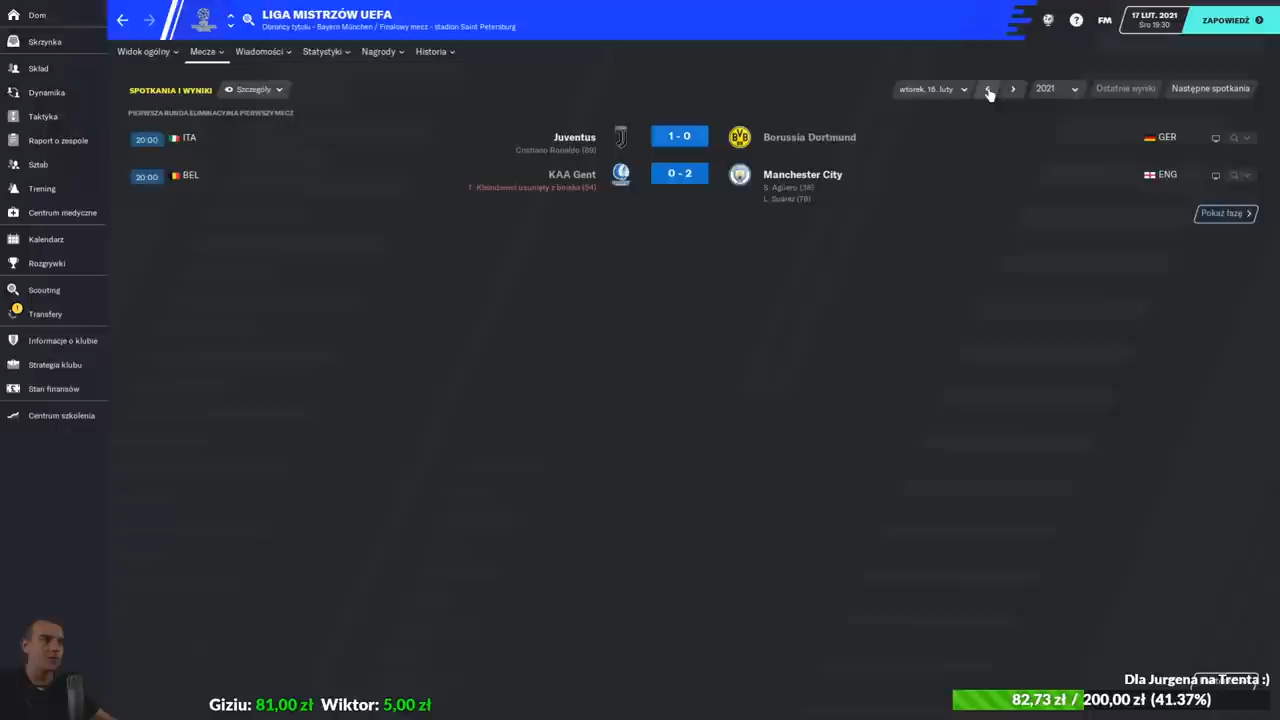 Dom
LIGA MISTRZÓW UEFA
Obrońcy tytułu - Bayern München / Finałowy mecz - stadion Saint Petersburg
FM
17 LUT. 2021
Śro 19:30
ZAPOWIEDŹ
Skrzynka
Skład
Dynamika
Taktyka
Raport o zespole
Sztab
Trening
Centrum medyczne
Kalendarz
Rozgrywki
Scouting
1
Transfery
Informacje o klubie
Strategia klubu
Stan finansów
Centrum szkolenia
Widok ogólny
Mecze
Wiadomości
Statystyki
Nagrody
Historia
SPOTKANIA I WYNIKI
Szczegóły
wtorek, 16. luty
2021
Ostatnie wyniki
Następne spotkania
PIERWSZA RUNDA ELIMINACYJNA PIERWSZY MECZ
20:00 ITA
Juventus
1 - 0
Borussia Dortmund
GER
Cristiano Ronaldo (89)
20:00 BEL
KAA Gent
0 - 2
Manchester City
ENG
S. Agüero (38)
L. Suárez (78)
Pokaż fazę
Dla Jurgena na Trenta :)
82,73 zł / 200,00 zł (41.37%)
Giziu: 81,00 zł Wiktor: 5,00 zł